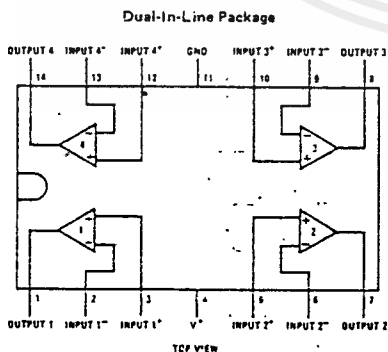 Dual-In-Line Package
OUTPUT 4 INPUT 4⁻ INPUT 4⁺ GND INPUT 3⁺ INPUT 3⁻ OUTPUT 3
14 13 12 11 10 9 8
4 3
1 2
1 2 3 4 5 6 7
OUTPUT 1 INPUT 1⁻ INPUT 1⁺ V⁺ INPUT 2⁺ INPUT 2⁻ OUTPUT 2
TOP VIEW